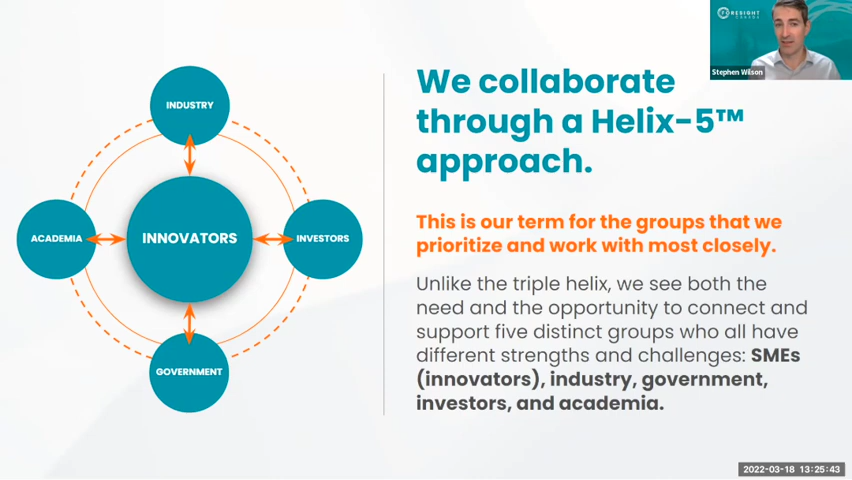 FORESIGHT
CANADA
Stephen Wilson
We collaborate
through a Helix-5™
approach.
This is our term for the groups that we
prioritize and work with most closely.
Unlike the triple helix, we see both the
need and the opportunity to connect and
support five distinct groups who all have
different strengths and challenges: SMEs
(innovators), industry, government,
investors, and academia.
INDUSTRY
ACADEMIA
INNOVATORS
INVESTORS
GOVERNMENT
2022-03-18 13:25:43